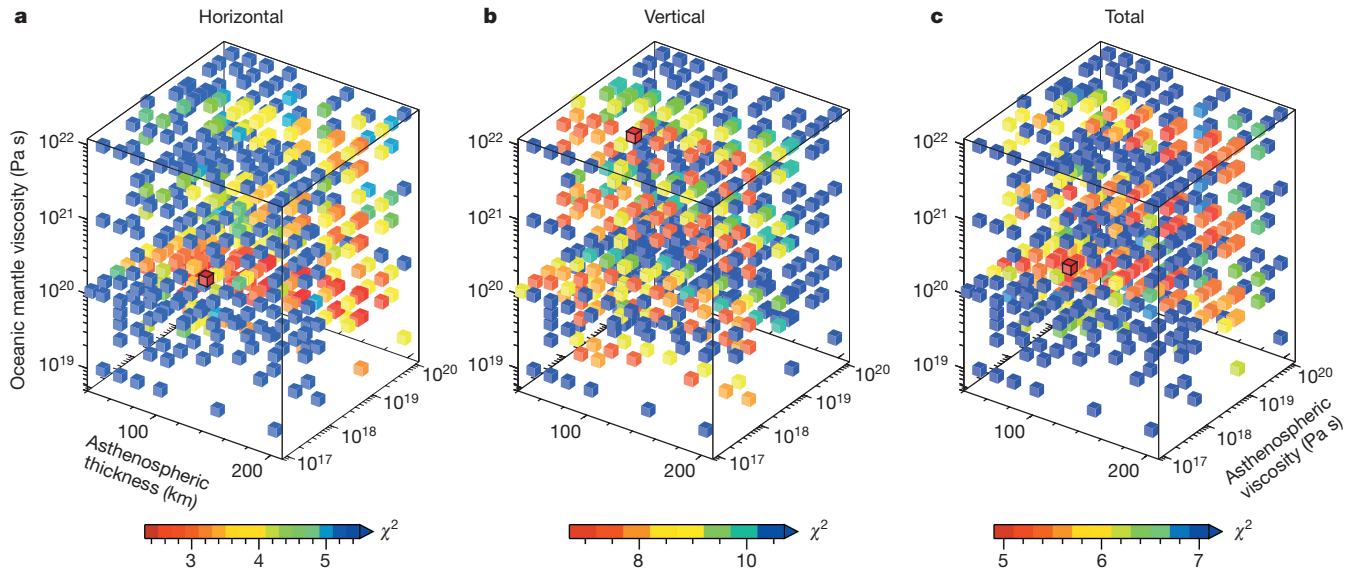 a Horizontal b Vertical c Total
Oceanic mantle viscosity (Pa s)
10²² 10²² 10²²
10²¹ 10²¹ 10²¹
10²⁰ 10²⁰ 10²⁰
10¹⁹ 10¹⁹ 10¹⁹
100 200 10¹⁷ 10¹⁸ 10¹⁹ 10²⁰
100 200 10¹⁷ 10¹⁸ 10¹⁹ 10²⁰
100 200 10¹⁷ 10¹⁸ 10¹⁹ 10²⁰
Asthenospheric
thickness (km)
Asthenospheric
viscosity (Pa s)
χ² χ² χ²
3 4 5 8 10 5 6 7